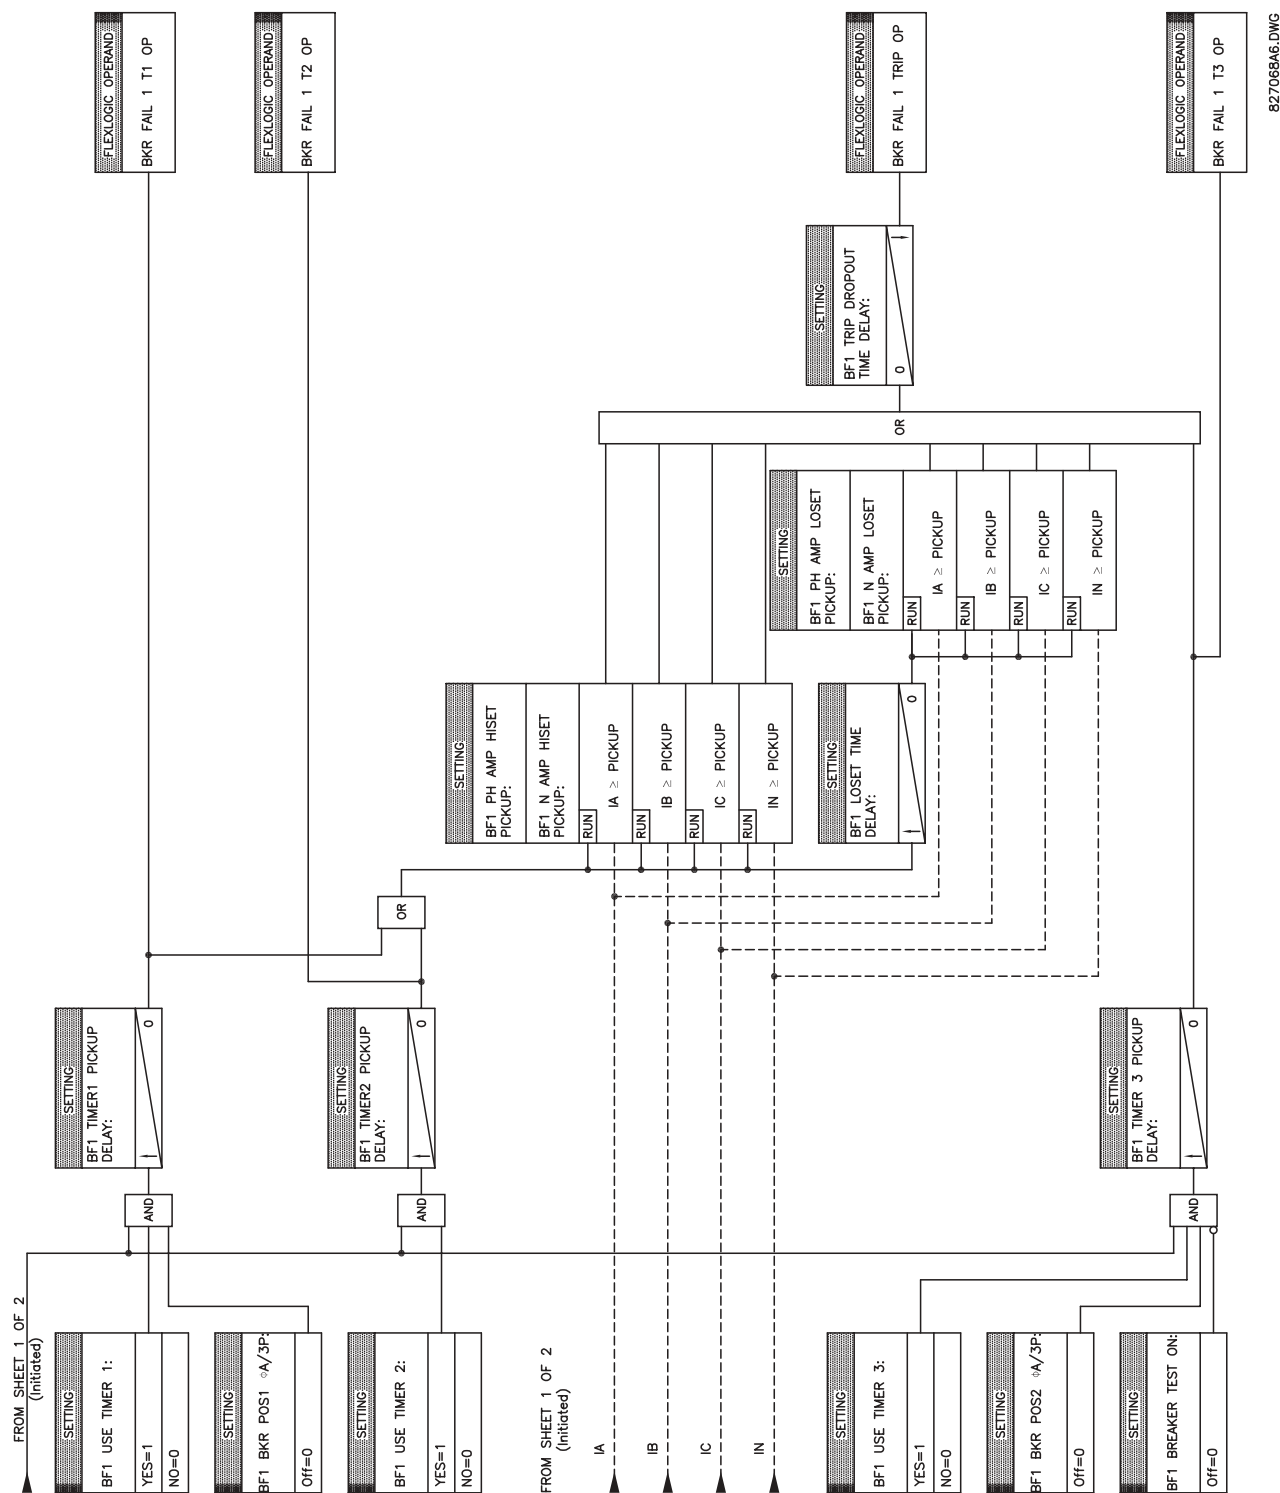 FROM SHEET 1 OF 2
(Initiated)
SETTING
BF1 USE TIMER 1:
YES=1
NO=0
SETTING
BF1 BKR POS1 ΦA/3P:
Off=0
SETTING
BF1 USE TIMER 2:
YES=1
NO=0
FROM SHEET 1 OF 2
(Initiated)
IA
IB
IC
IN
SETTING
BF1 USE TIMER 3:
YES=1
NO=0
SETTING
BF1 BKR POS2 ΦA/3P:
Off=0
SETTING
BF1 BREAKER TEST ON:
Off=0
AND
AND
AND
SETTING
BF1 TIMER1 PICKUP
DELAY:
0
SETTING
BF1 TIMER2 PICKUP
DELAY:
0
SETTING
BF1 TIMER 3 PICKUP
DELAY:
0
OR
SETTING
BF1 PH AMP HISET
PICKUP:
BF1 N AMP HISET
PICKUP:
RUN
IA ≥ PICKUP
RUN
IB ≥ PICKUP
RUN
IC ≥ PICKUP
RUN
IN ≥ PICKUP
SETTING
BF1 LOSET TIME
DELAY:
0
SETTING
BF1 PH AMP LOSET
PICKUP:
BF1 N AMP LOSET
PICKUP:
RUN
IA ≥ PICKUP
RUN
IB ≥ PICKUP
RUN
IC ≥ PICKUP
RUN
IN ≥ PICKUP
OR
SETTING
BF1 TRIP DROPOUT
TIME DELAY:
0
FLEXLOGIC OPERAND
BKR FAIL 1 T1 OP
FLEXLOGIC OPERAND
BKR FAIL 1 T2 OP
FLEXLOGIC OPERAND
BKR FAIL 1 TRIP OP
FLEXLOGIC OPERAND
BKR FAIL 1 T3 OP
827068A6.DWG